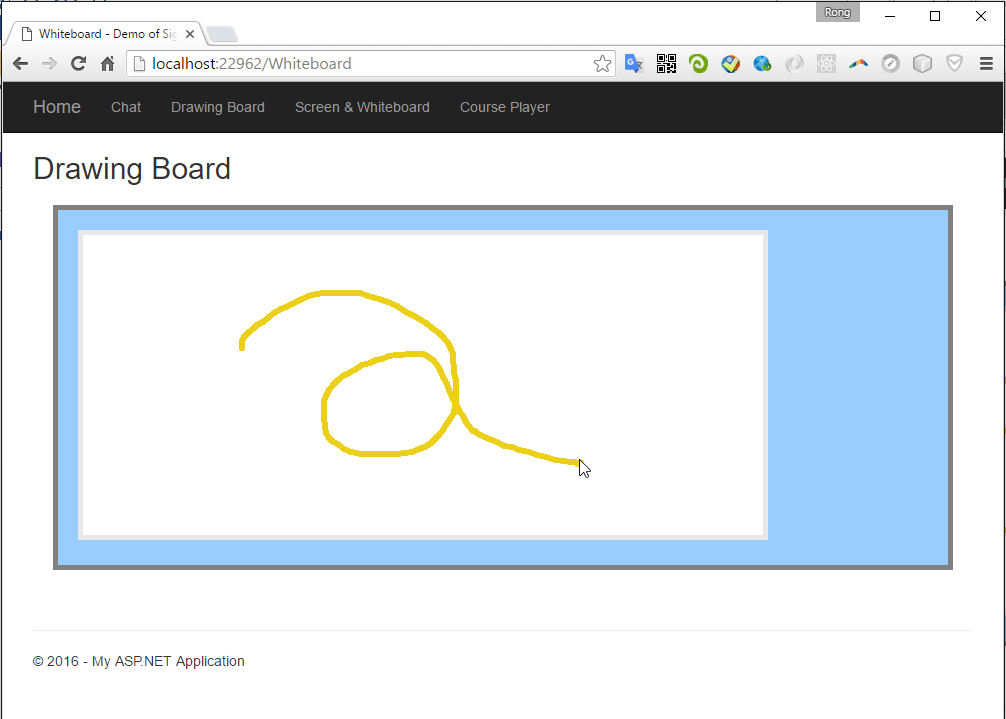 Rong
Whiteboard - Demo of Sig
localhost:22962/Whiteboard
Home Chat Drawing Board Screen & Whiteboard Course Player
Drawing Board
© 2016 - My ASP.NET Application